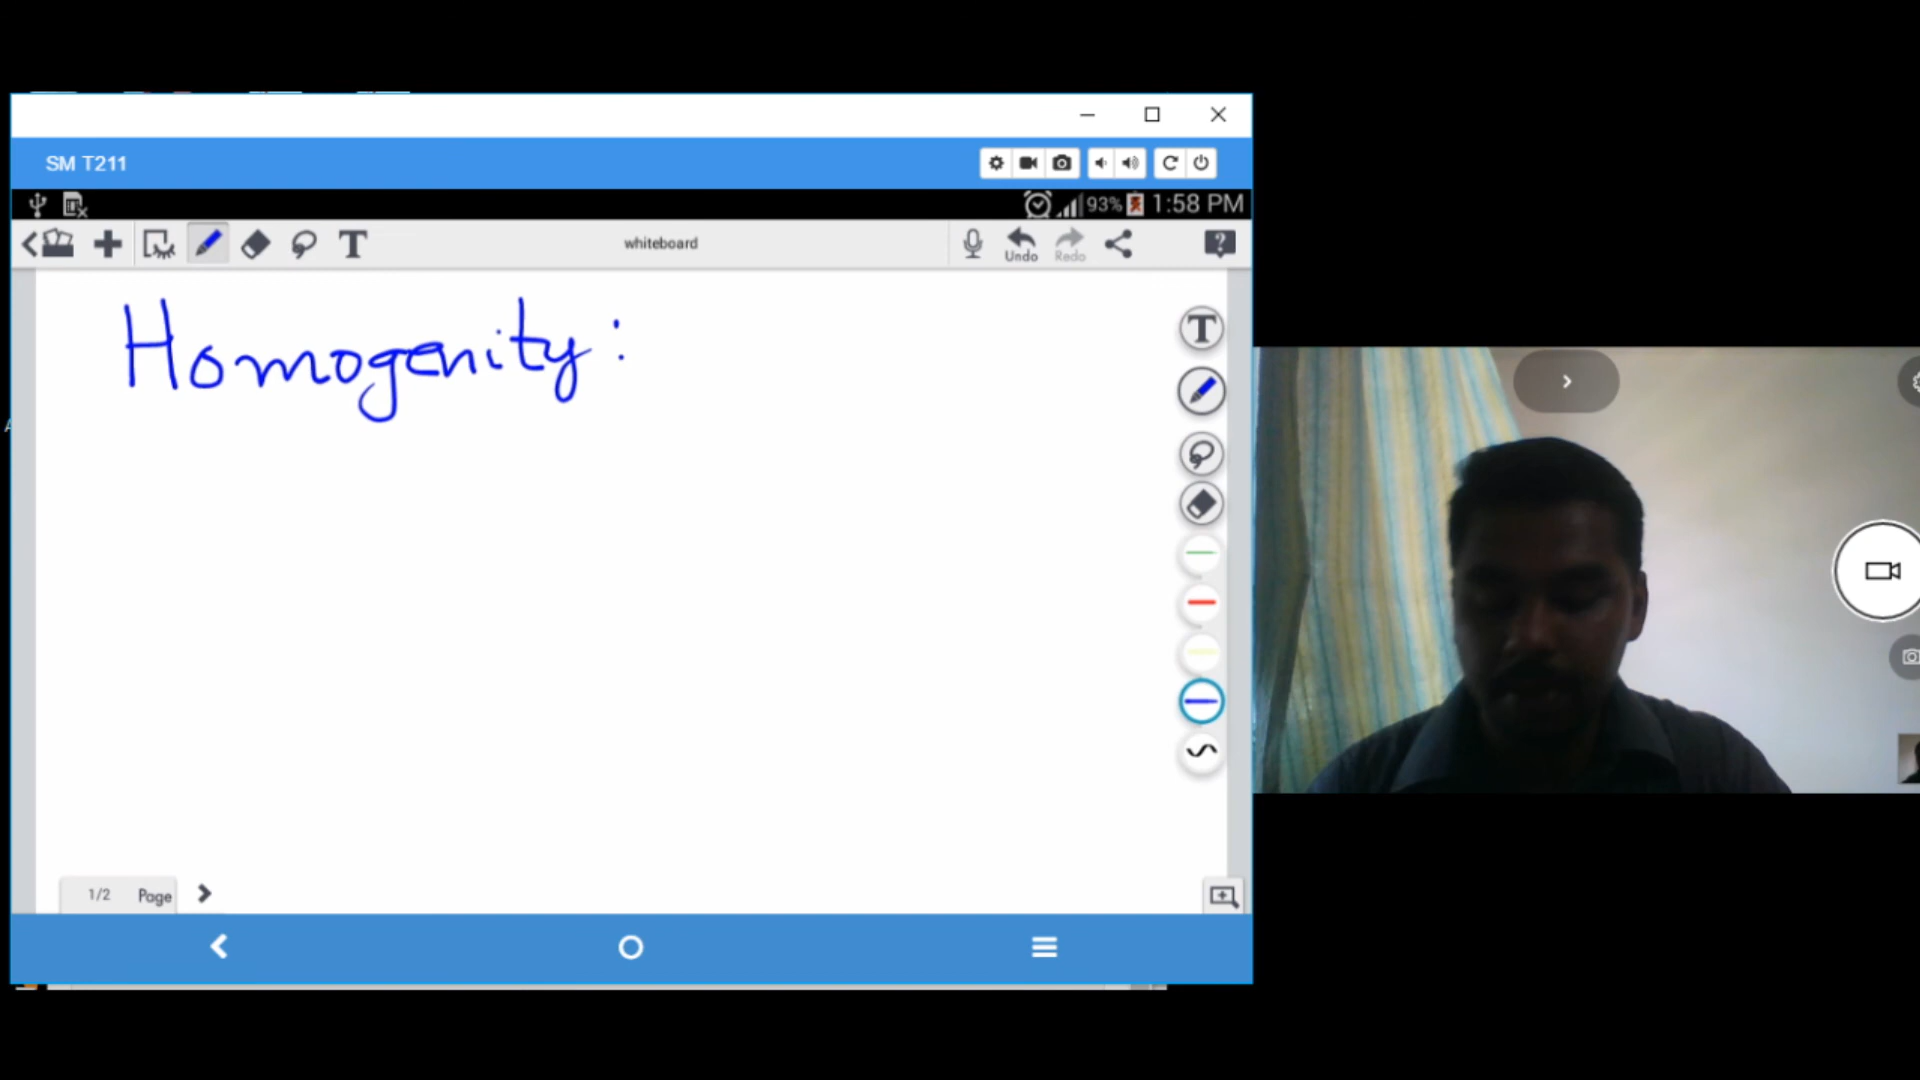 SM T211
93% 1:58 PM
T whiteboard Undo Redo ?
Homogenity:
T
1/2 Page